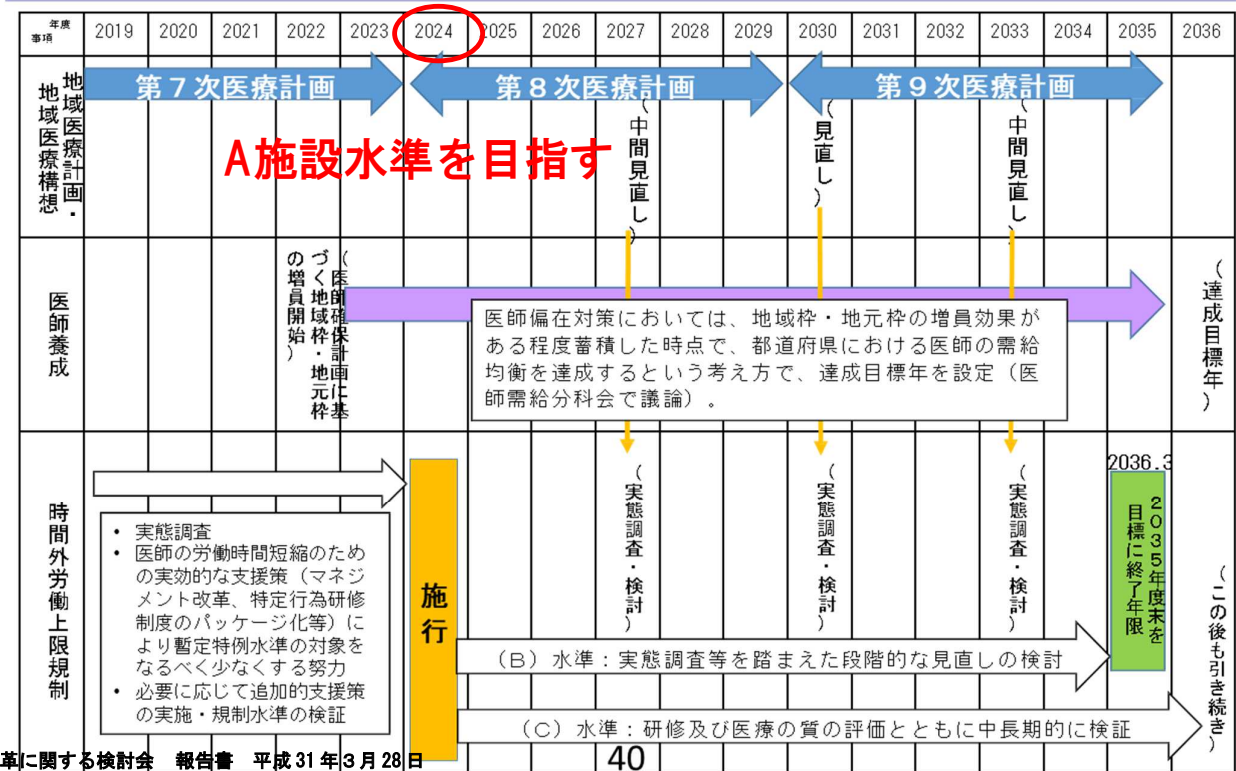 年度
事項
2019 2020 2021 2022 2023 2024 2025 2026 2027 2028 2029 2030 2031 2032 2033 2034 2035 2036
地域医療計画・
地域医療構想
第7次医療計画
第8次医療計画
第9次医療計画
A施設水準を目指す
(中間見直し)
(見直し)
(中間見直し)
医師養成
(医師確保計画に基
づく地域枠・地元枠
の増員開始)
医師偏在対策においては、地域枠・地元枠の増員効果が
ある程度蓄積した時点で、都道府県における医師の需給
均衡を達成するという考え方で、達成目標年を設定(医
師需給分科会で議論)。
(達成目標年)
時間外労働上限規制
• 実態調査
• 医師の労働時間短縮のため
の実効的な支援策(マネジ
メント改革、特定行為研修
制度のパッケージ化等)に
より暫定特例水準の対象を
なるべく少なくする努力
• 必要に応じて追加的支援策
の実施・規制水準の検証
施行
(実態調査・検討)
(実態調査・検討)
(実態調査・検討)
2036.3
2035年度末を
目標に終了年限
(B)水準:実態調査等を踏まえた段階的な見直しの検討
(C)水準:研修及び医療の質の評価とともに中長期的に検証
(この後も引き続き)
革に関する検討会 報告書 平成31年3月28日
40